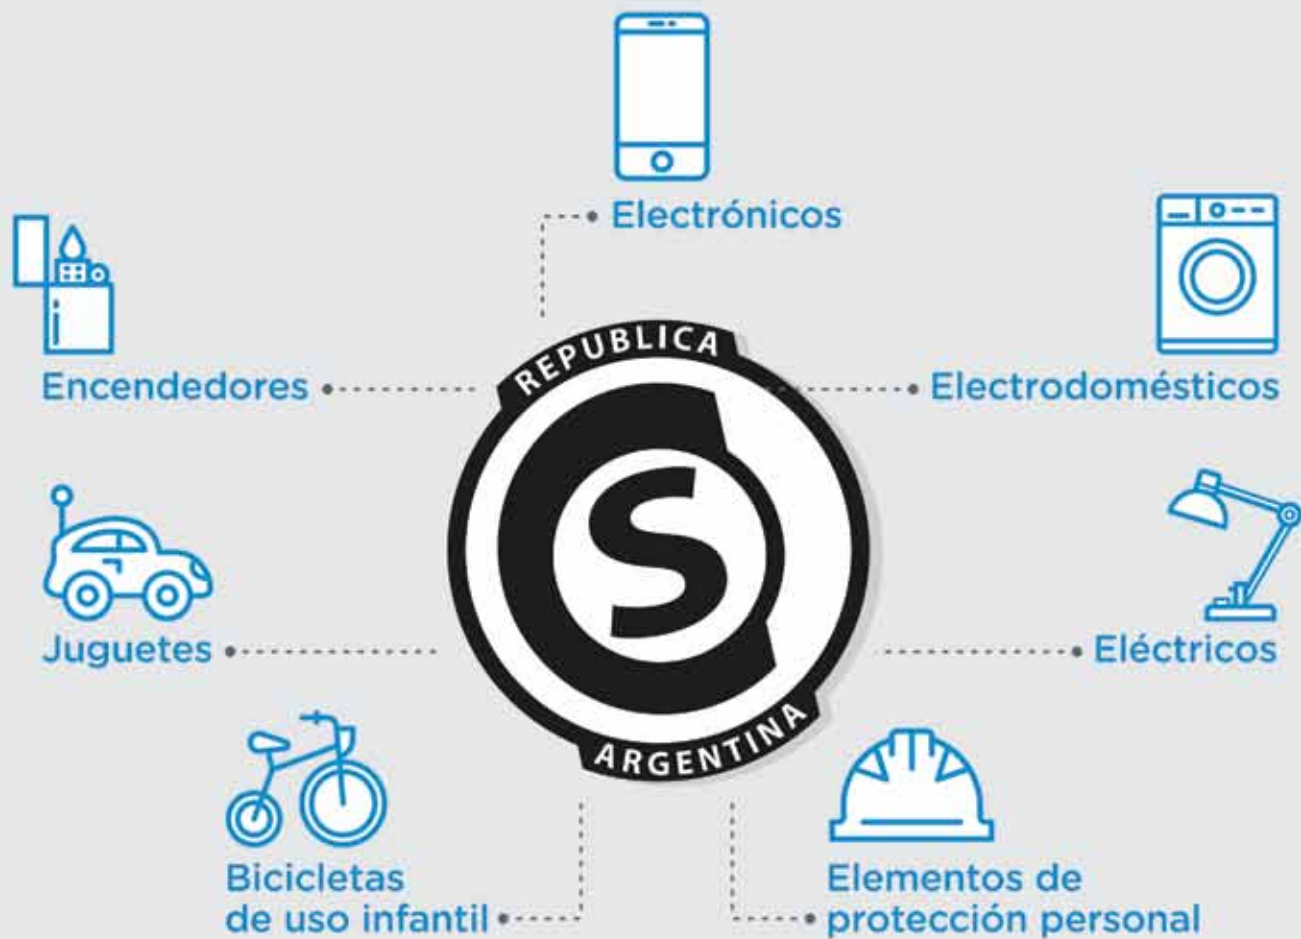 Electrónicos
Encendedores
Electrodomésticos
REPUBLICA
S
ARGENTINA
Juguetes
Eléctricos
Bicicletas
de uso infantil
Elementos de
protección personal